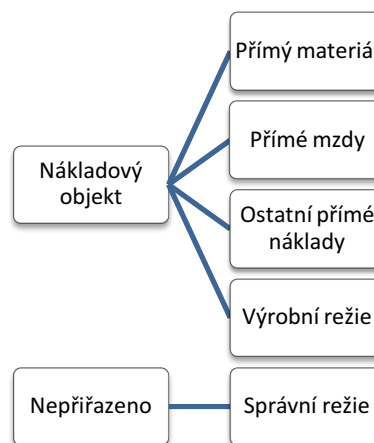 Přímý materiá
Přímé mzdy
Nákladový
objekt
Ostatní přímé
náklady
Výrobní režie
Nepřiřazeno
Správní režie